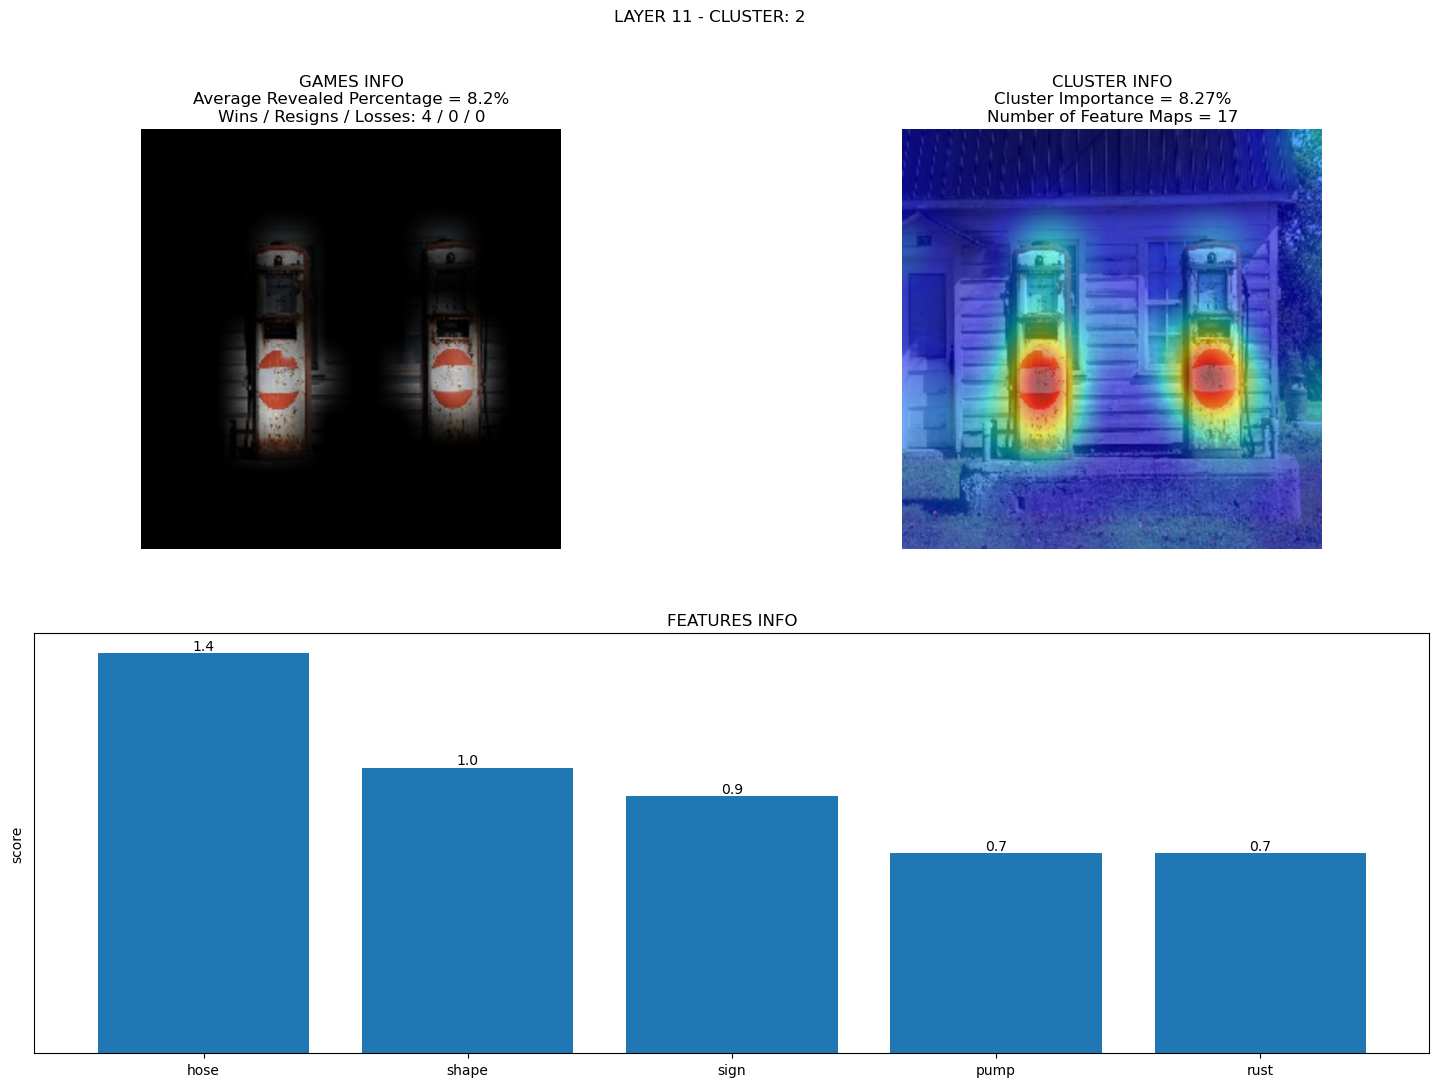 LAYER 11 - CLUSTER: 2
GAMES INFO
Average Revealed Percentage = 8.2%
Wins / Resigns / Losses: 4 / 0 / 0
CLUSTER INFO
Cluster Importance = 8.27%
Number of Feature Maps = 17
FEATURES INFO
score
1.4
1.0
0.9
0.7
0.7
hose
shape
sign
pump
rust